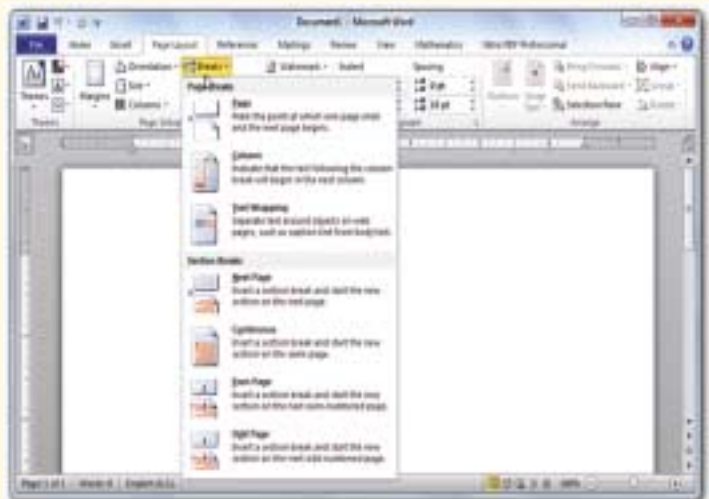 Document1 - Microsoft Word
File Home Insert Page Layout References Mailings Review View Mathematics Nitro PDF Professional
Orientation Breaks Watermark Indent Spacing Bring Forward Align
Themes Margins Size 0 pt Send Backward Group
Columns 10 pt Selection Pane Rotate
Themes Page Setup Arrange
Page Breaks
Page
Mark the point at which one page ends
and the next page begins.
Column
Indicate that the text following the column
break will begin in the next column.
Text Wrapping
Separate text around objects on web
pages, such as caption text from body text.
Section Breaks
Next Page
Insert a section break and start the new
section on the next page.
Continuous
Insert a section break and start the new
section on the same page.
Even Page
Insert a section break and start the new
section on the next even-numbered page.
Odd Page
Insert a section break and start the new
section on the next odd-numbered page.
Page: 1 of 1 Words: 0 English (U.S.)